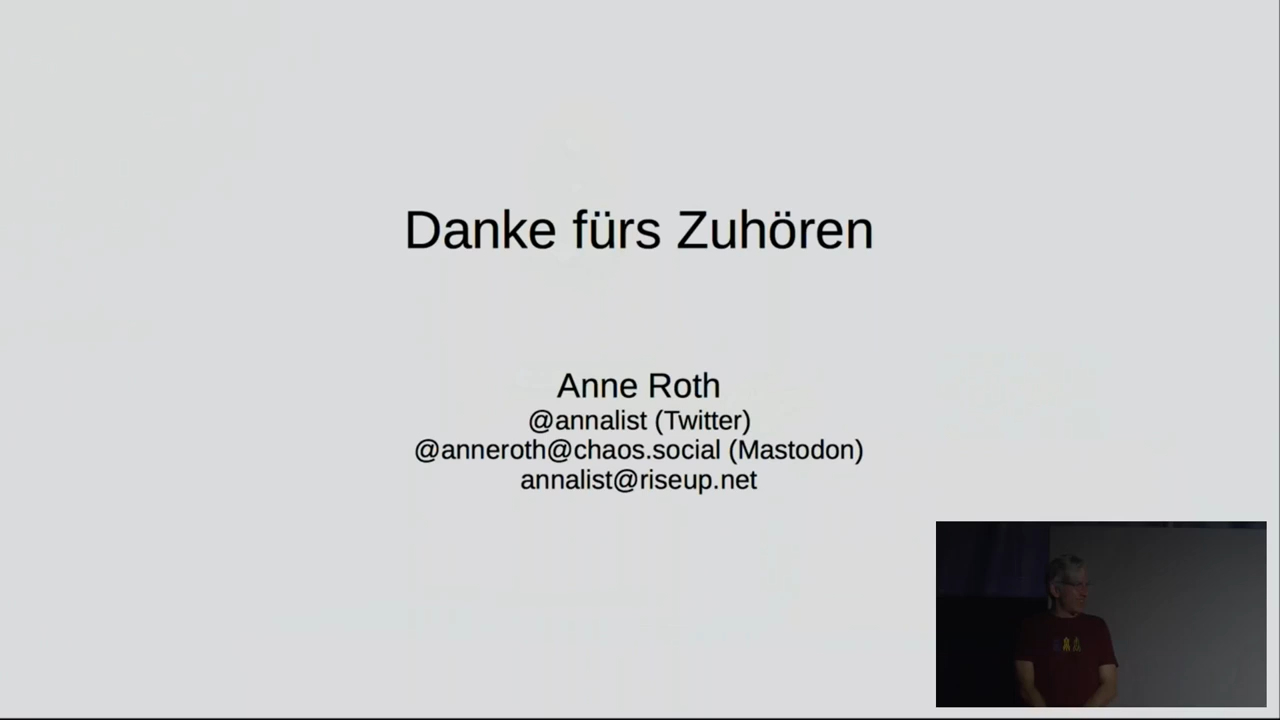 Danke fürs Zuhören
Anne Roth
@annalist (Twitter)
@anneroth@chaos.social (Mastodon)
annalist@riseup.net